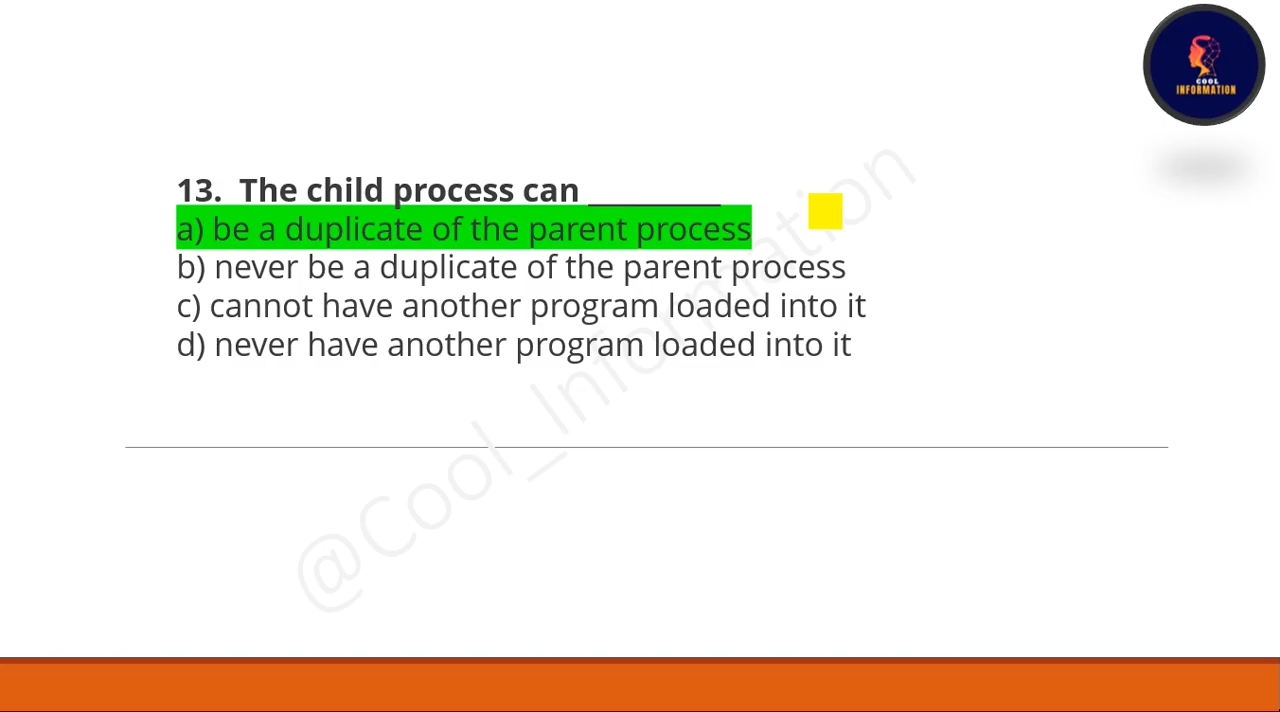 COOL
INFORMATION
13. The child process can __________
a) be a duplicate of the parent process
b) never be a duplicate of the parent process
c) cannot have another program loaded into it
d) never have another program loaded into it
@Cool_Information